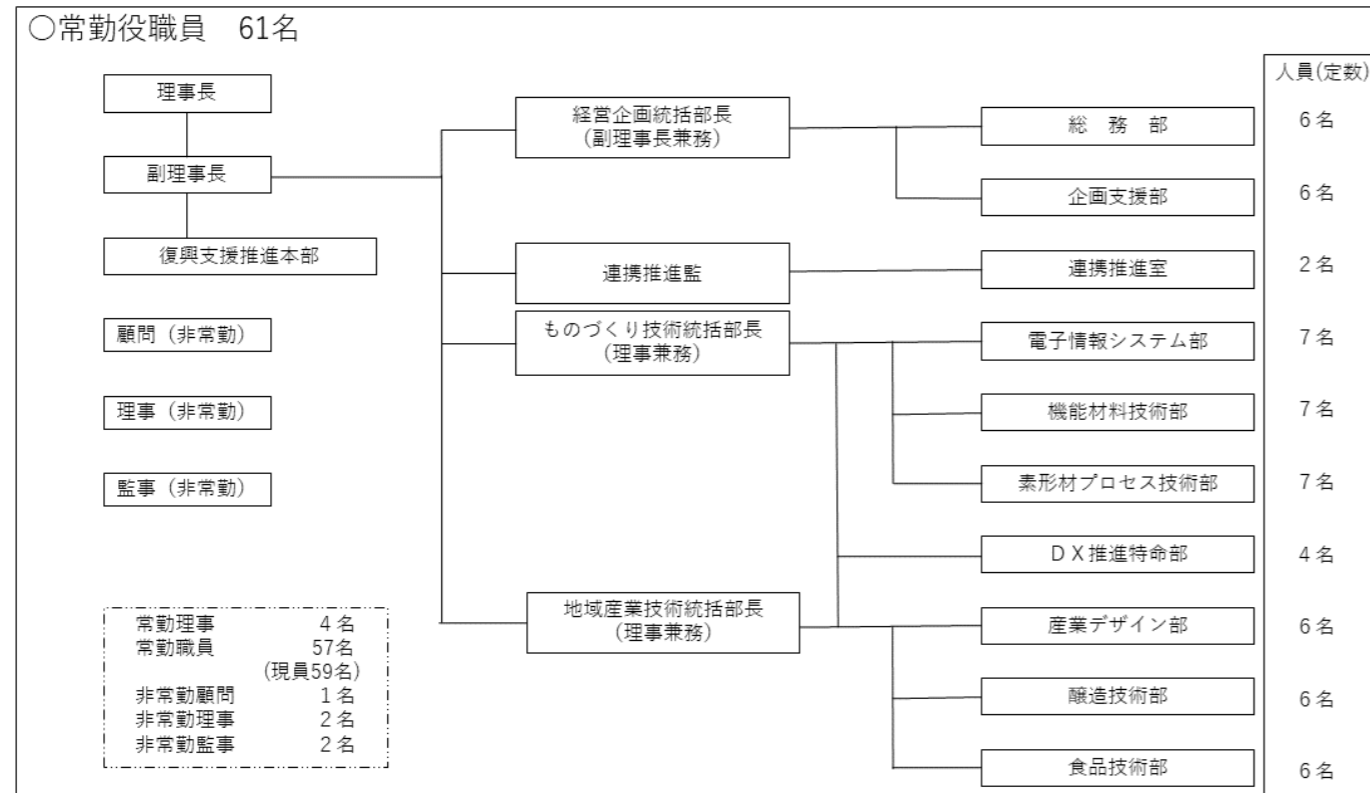 ○常勤役職員　61名
人員(定数)
理事長
副理事長
復興支援推進本部
顧問（非常勤）
理事（非常勤）
監事（非常勤）
経営企画統括部長
(副理事長兼務)
連携推進監
ものづくり技術統括部長
(理事兼務)
地域産業技術統括部長
(理事兼務)
総　務　部　6名
企画支援部　6名
連携推進室　2名
電子情報システム部　7名
機能材料技術部　7名
素形材プロセス技術部　7名
ＤＸ推進特命部　4名
産業デザイン部　6名
醸造技術部　6名
食品技術部　6名
常勤理事　4名
常勤職員　57名
(現員59名)
非常勤顧問　1名
非常勤理事　2名
非常勤監事　2名